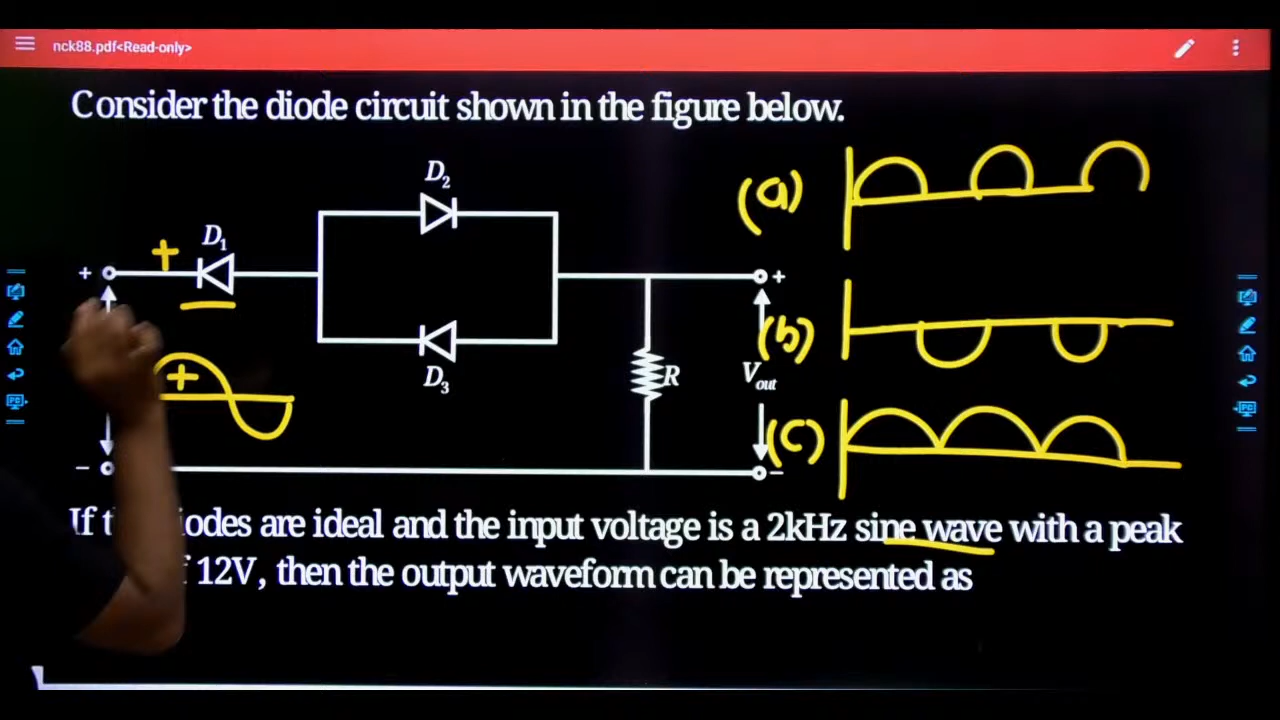 nck88.pdf<Read-only>
Consider the diode circuit shown in the figure below.
D2
(a)
+ D1
+ +
(b)
+ D3 R Vout
(c)
− −
If diodes are ideal and the input voltage is a 2kHz sine wave with a peak
12V, then the output waveform can be represented as